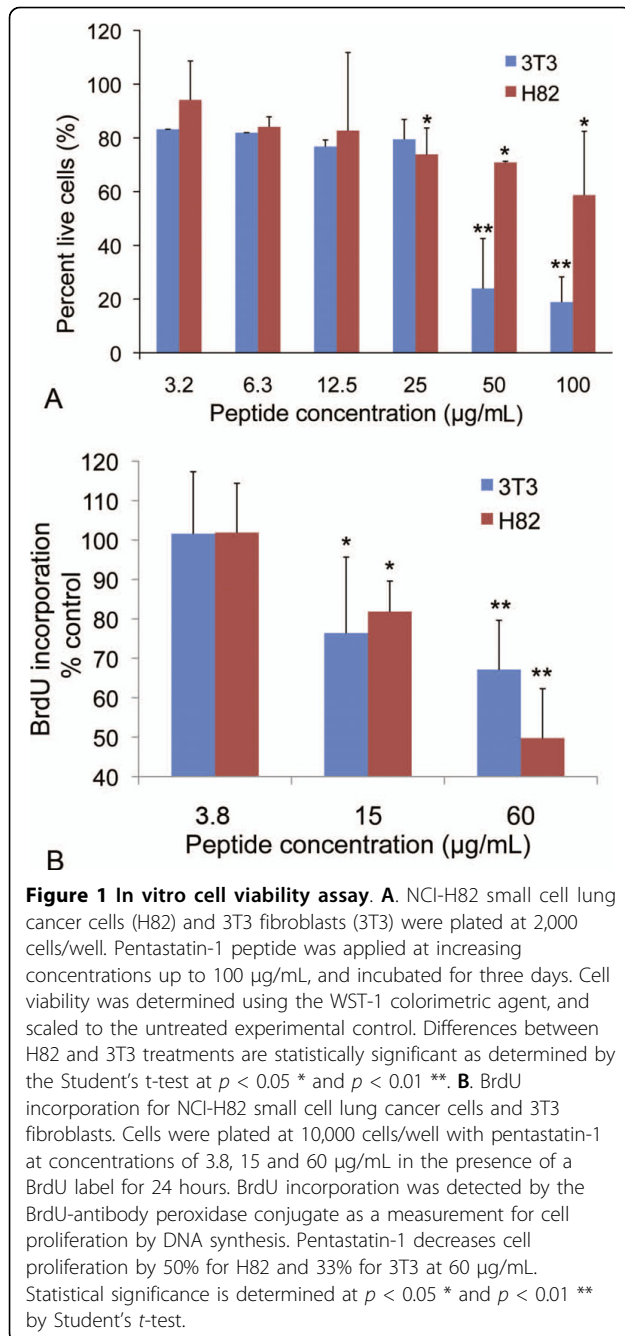 120
100
80
60
40
20
0
Percent live cells (%)
3T3
H82
*
*
*
**
**
3.2 6.3 12.5 25 50 100
A
Peptide concentration (µg/mL)
120
110
100
90
80
70
60
50
40
BrdU incorporation
% control
3T3
H82
* *
**
**
3.8 15 60
Peptide concentration (µg/mL)
B
Figure 1 In vitro cell viability assay. A. NCI-H82 small cell lung
cancer cells (H82) and 3T3 fibroblasts (3T3) were plated at 2,000
cells/well. Pentastatin-1 peptide was applied at increasing
concentrations up to 100 µg/mL, and incubated for three days. Cell
viability was determined using the WST-1 colorimetric agent, and
scaled to the untreated experimental control. Differences between
H82 and 3T3 treatments are statistically significant as determined by
the Student's t-test at p < 0.05 * and p < 0.01 **. B. BrdU
incorporation for NCI-H82 small cell lung cancer cells and 3T3
fibroblasts. Cells were plated at 10,000 cells/well with pentastatin-1
at concentrations of 3.8, 15 and 60 µg/mL in the presence of a
BrdU label for 24 hours. BrdU incorporation was detected by the
BrdU-antibody peroxidase conjugate as a measurement for cell
proliferation by DNA synthesis. Pentastatin-1 decreases cell
proliferation by 50% for H82 and 33% for 3T3 at 60 µg/mL.
Statistical significance is determined at p < 0.05 * and p < 0.01 **
by Student's t-test.